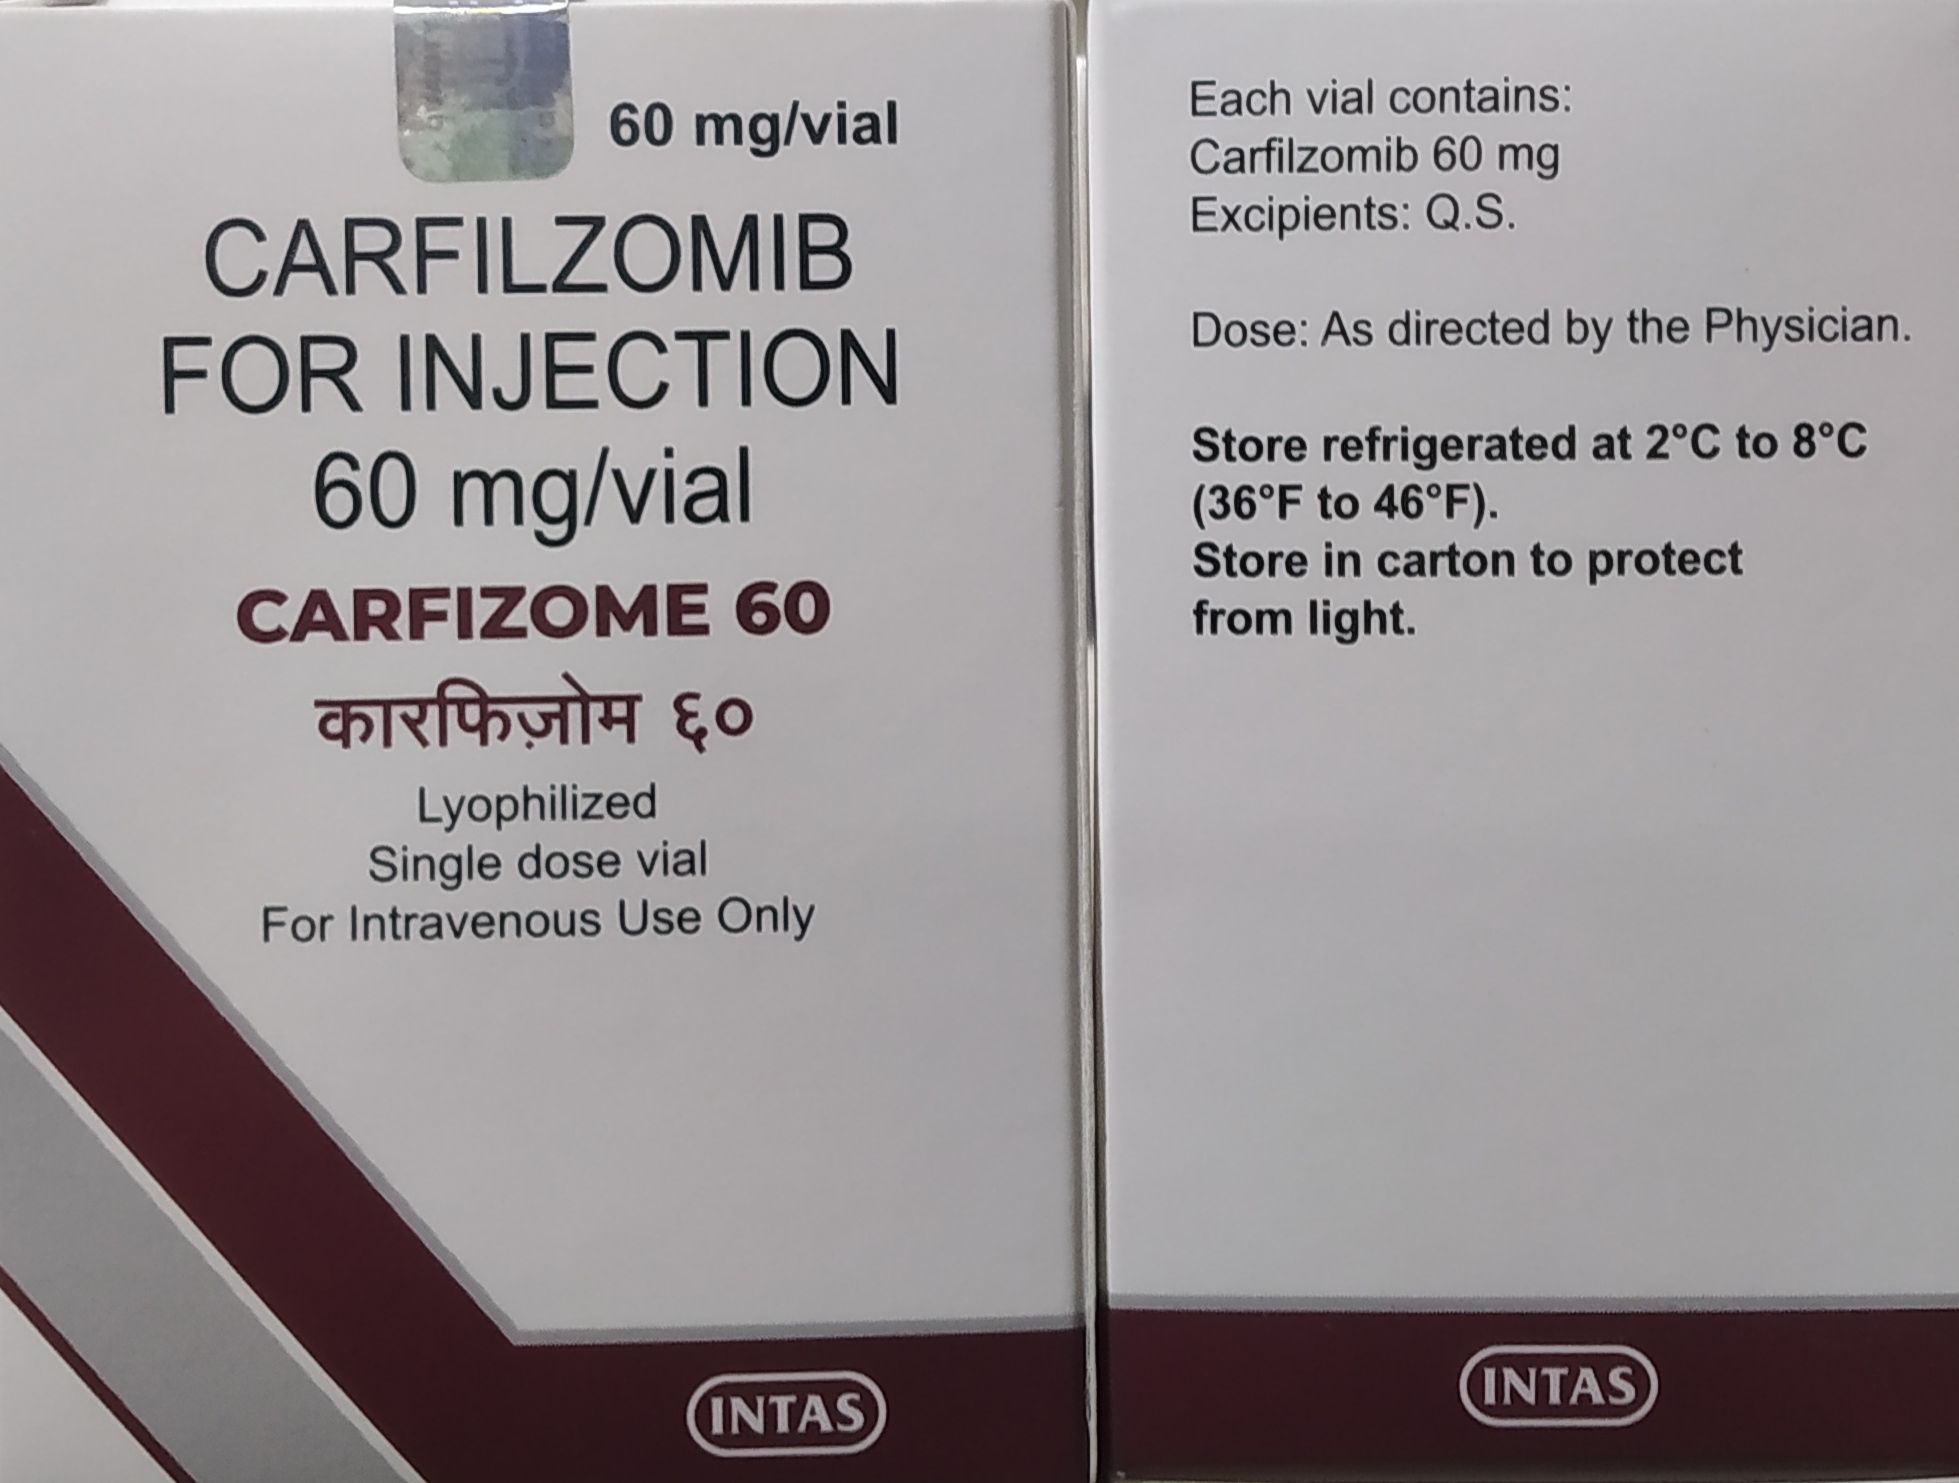 60 mg/vial
CARFILZOMIB
FOR INJECTION
60 mg/vial
CARFIZOME 60
कारफिज़ोम ६०
Lyophilized
Single dose vial
For Intravenous Use Only
INTAS
Each vial contains:
Carfilzomib 60 mg
Excipients: Q.S.
Dose: As directed by the Physician.
Store refrigerated at 2°C to 8°C
(36°F to 46°F).
Store in carton to protect
from light.
INTAS